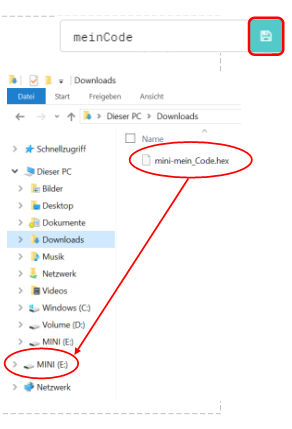 meinCode
Downloads
Datei Start Freigeben Ansicht
Dieser PC > Downloads
Name
Schnellzugriff
mini-mein_Code.hex
Dieser PC
Bilder
Desktop
Dokumente
Downloads
Musik
Netzwerk
Videos
Windows (C:)
Volume (D:)
MINI (E:)
MINI (E:)
Netzwerk